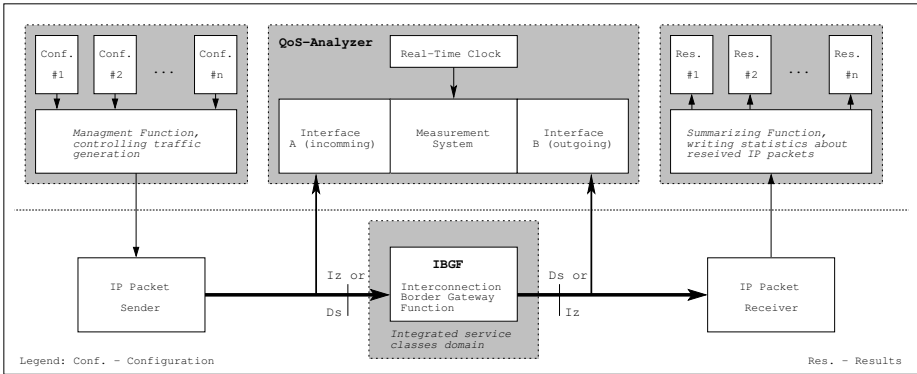 Conf.
#1
Conf.
#2
...
Conf.
#n
Managment Function,
controlling traffic
generation
QoS-Analyzer
Real-Time Clock
Interface
A (incomming)
Measurement
System
Interface
B (outgoing)
Res.
#1
Res.
#2
...
Res.
#n
Summarizing Function,
writing statistics about
reseived IP packets
IP Packet
Sender
Iz or
Ds
IBGF
Interconnection
Border Gateway
Function
Integrated service
classes domain
Ds or
Iz
IP Packet
Receiver
Legend: Conf. - Configuration
Res. - Results